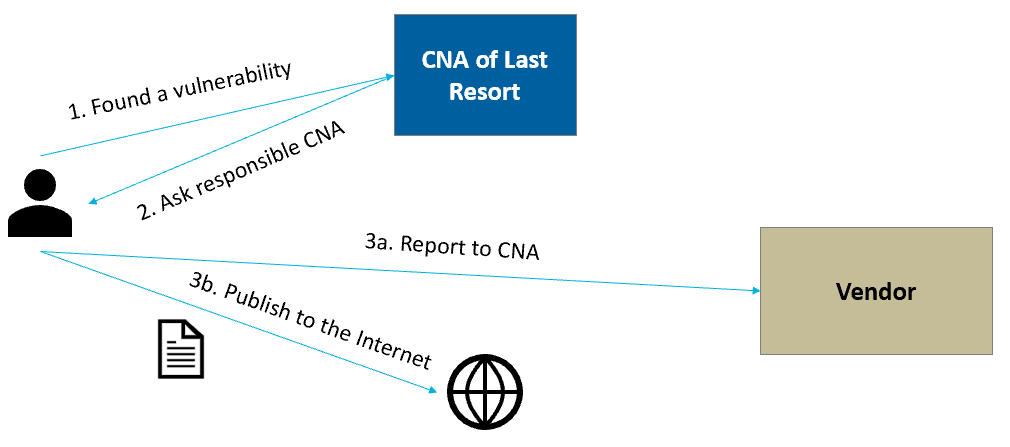 1. Found a vulnerability
CNA of Last
Resort
2. Ask responsible CNA
3a. Report to CNA
3b. Publish to the Internet
Vendor